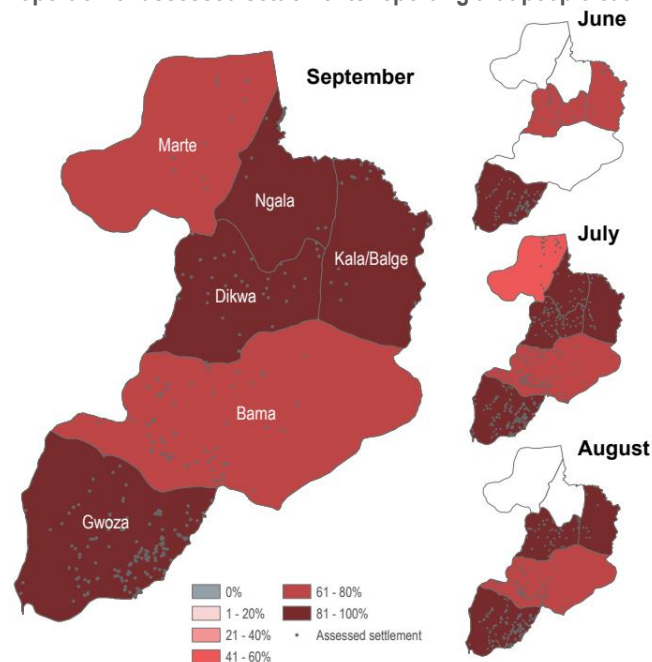 June
September
Marte
Ngala
Kala/Balge
Dikwa
Bama
Gwoza
July
August
0%
1 - 20%
21 - 40%
41 - 60%
61 - 80%
81 - 100%
Assessed settlement